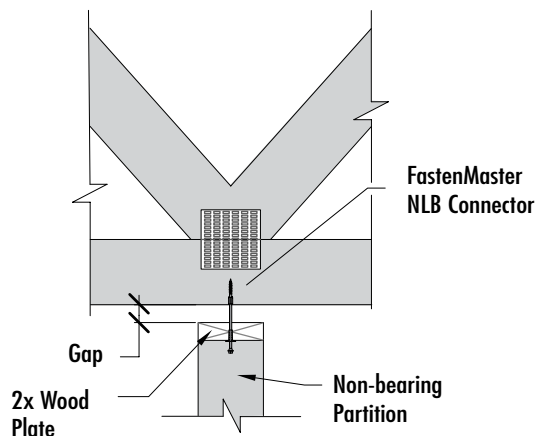 FastenMaster
NLB Connector
Gap
2x Wood
Plate
Non-bearing
Partition